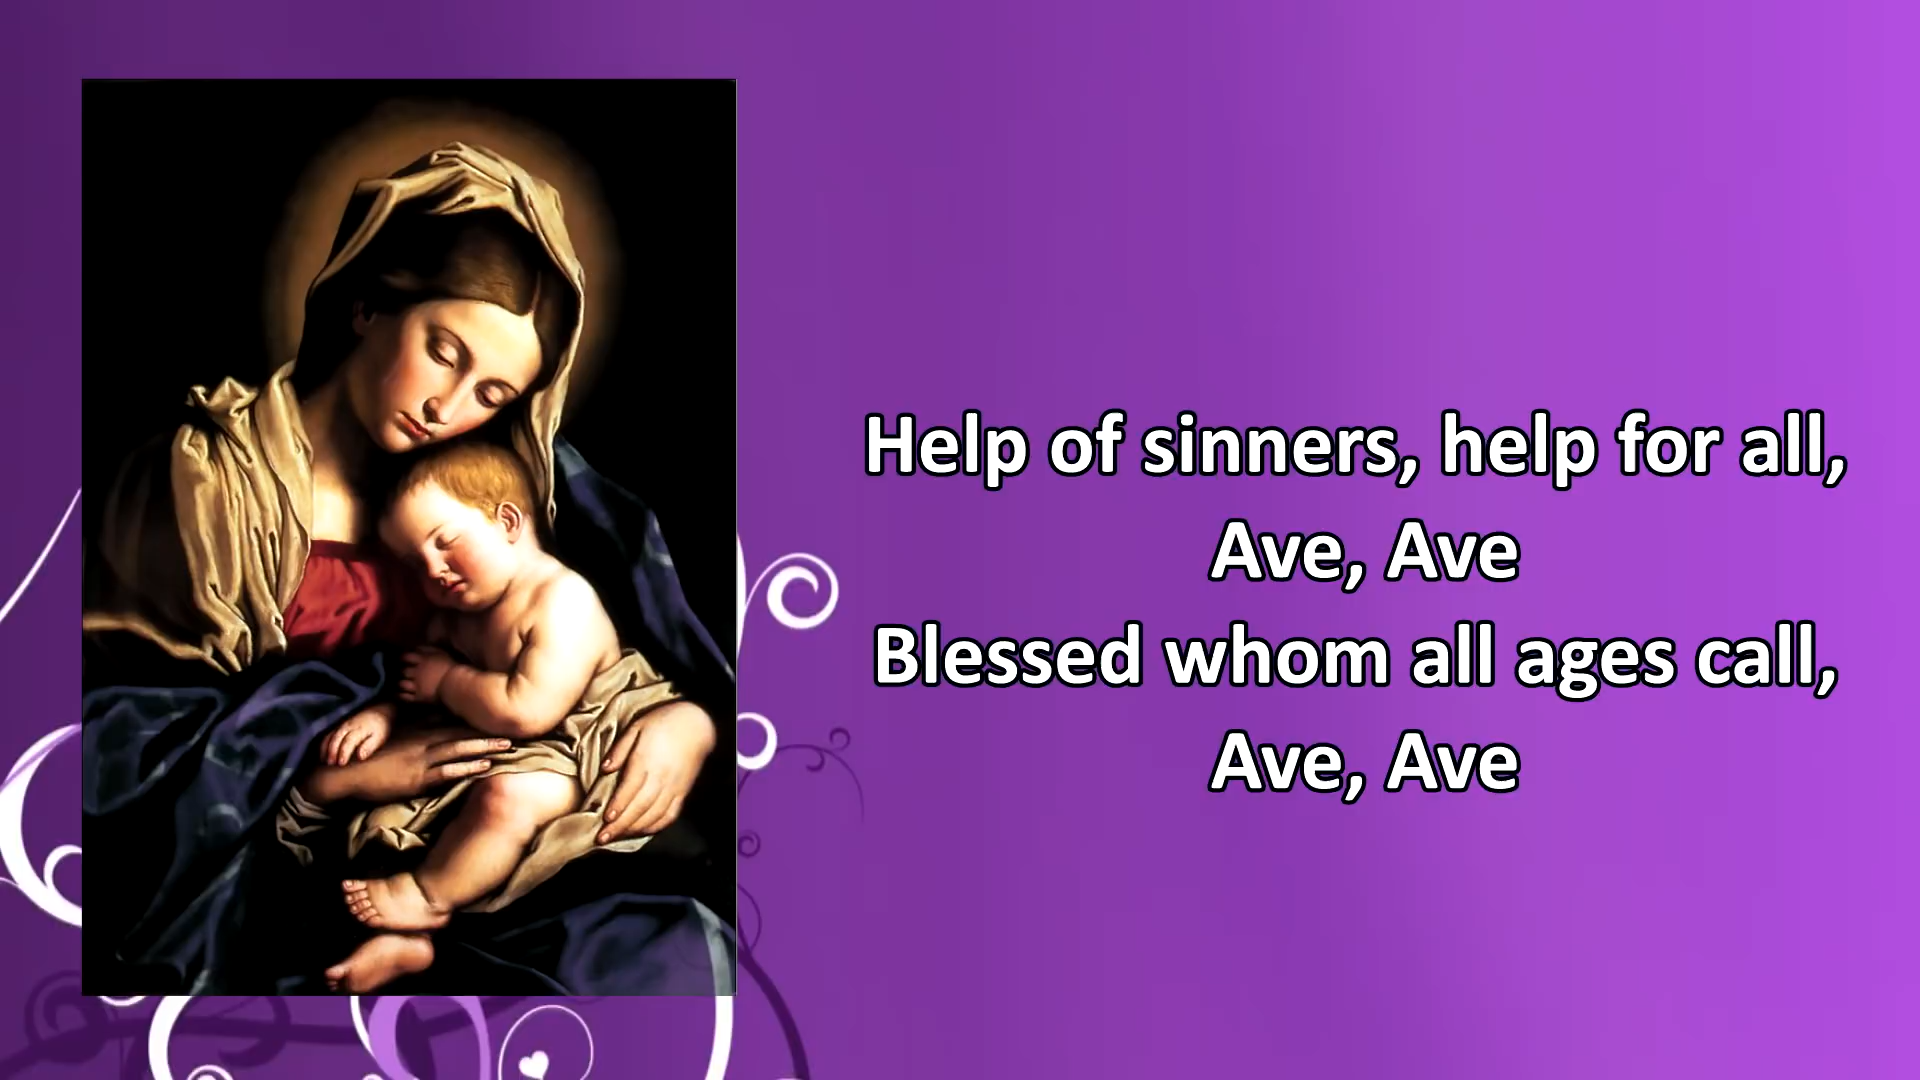 Help of sinners, help for all,
Ave, Ave
Blessed whom all ages call,
Ave, Ave